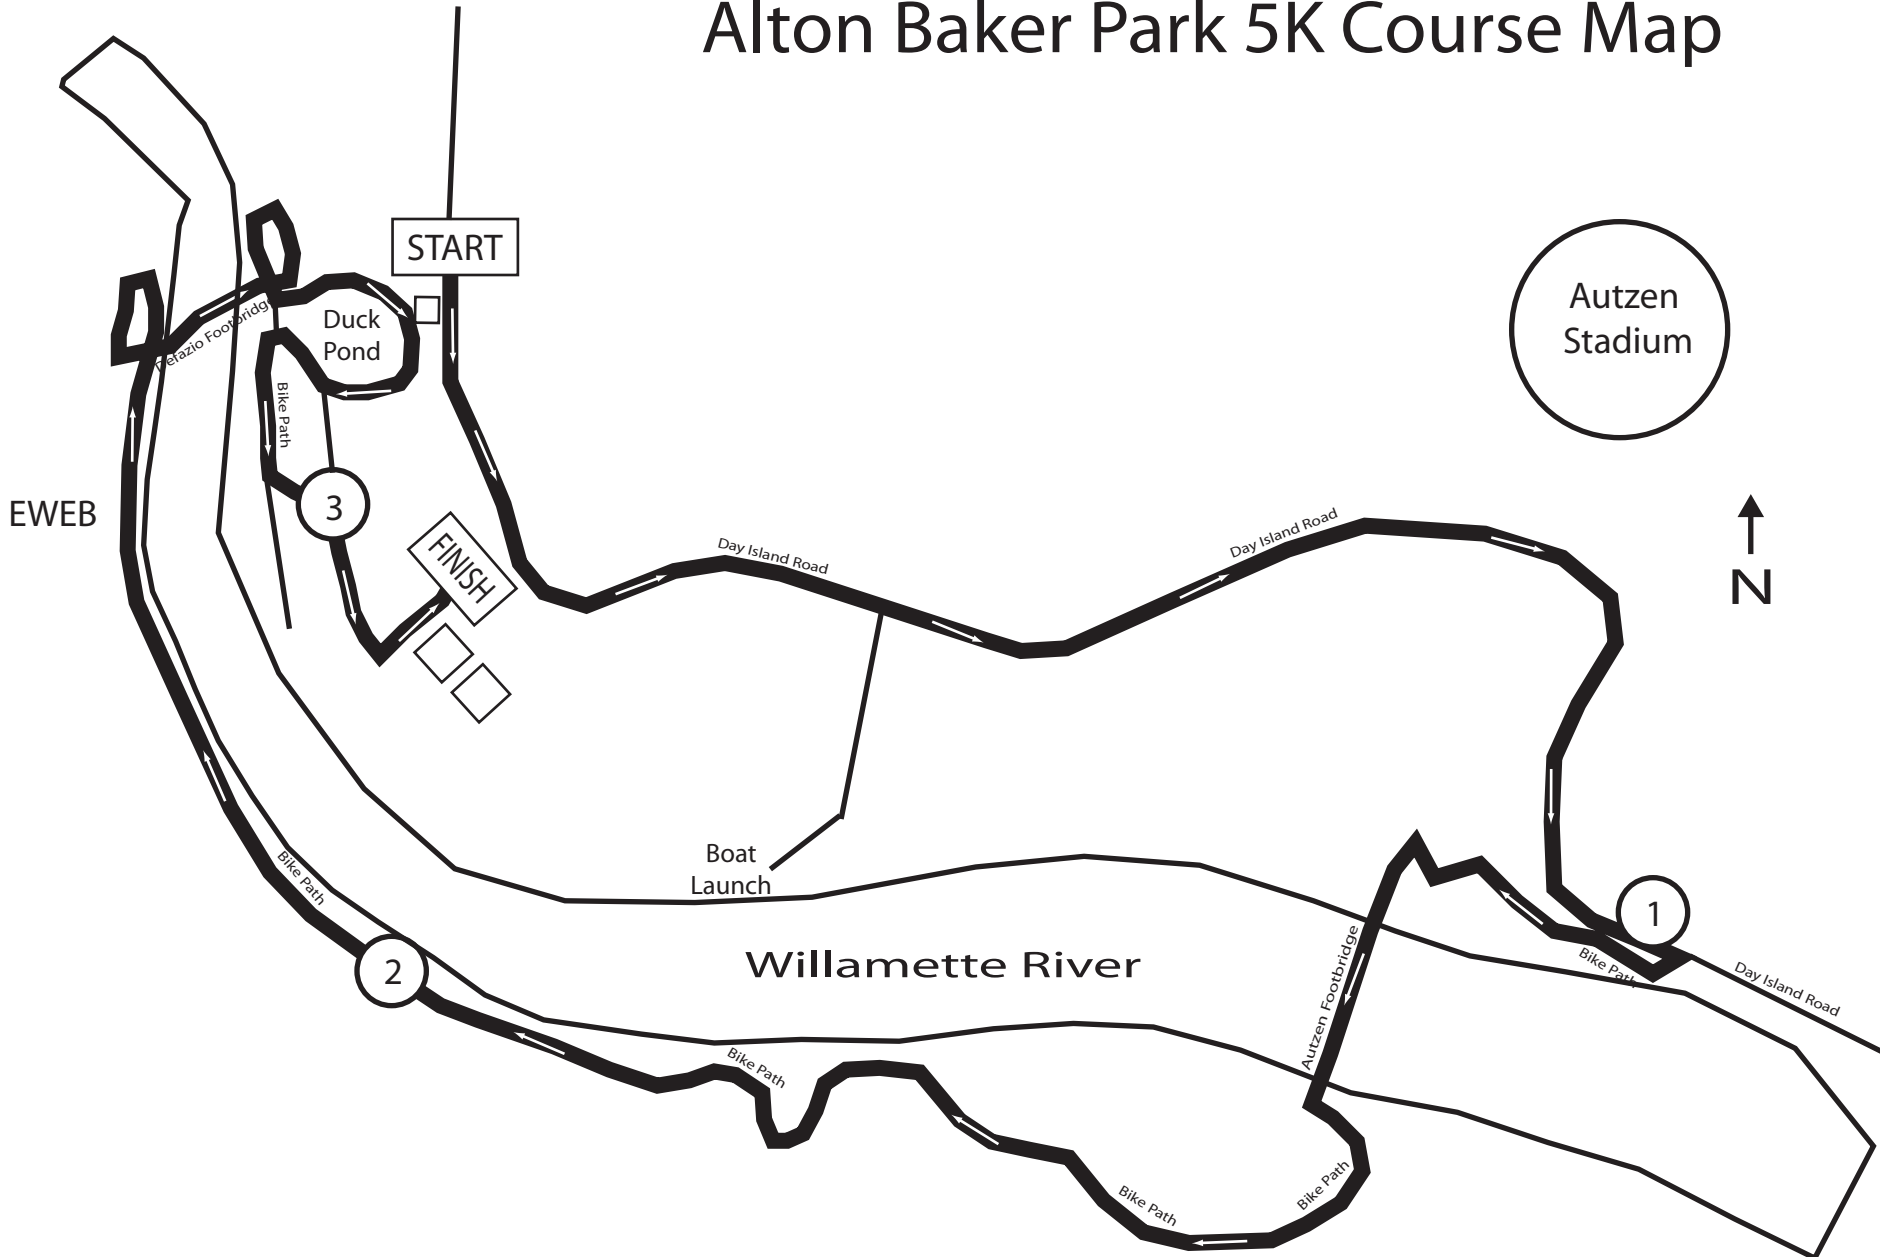 Alton Baker Park 5K Course Map
START
Autzen
Stadium
Duck
Pond
Defazio Footbridge
Bike Path
3
EWEB
FINISH
N
Day Island Road
Day Island Road
Boat
Launch
Bike Path
1
Willamette River
2
Autzen Footbridge
Bike Path
Day Island Road
Bike Path
Bike Path
Bike Path